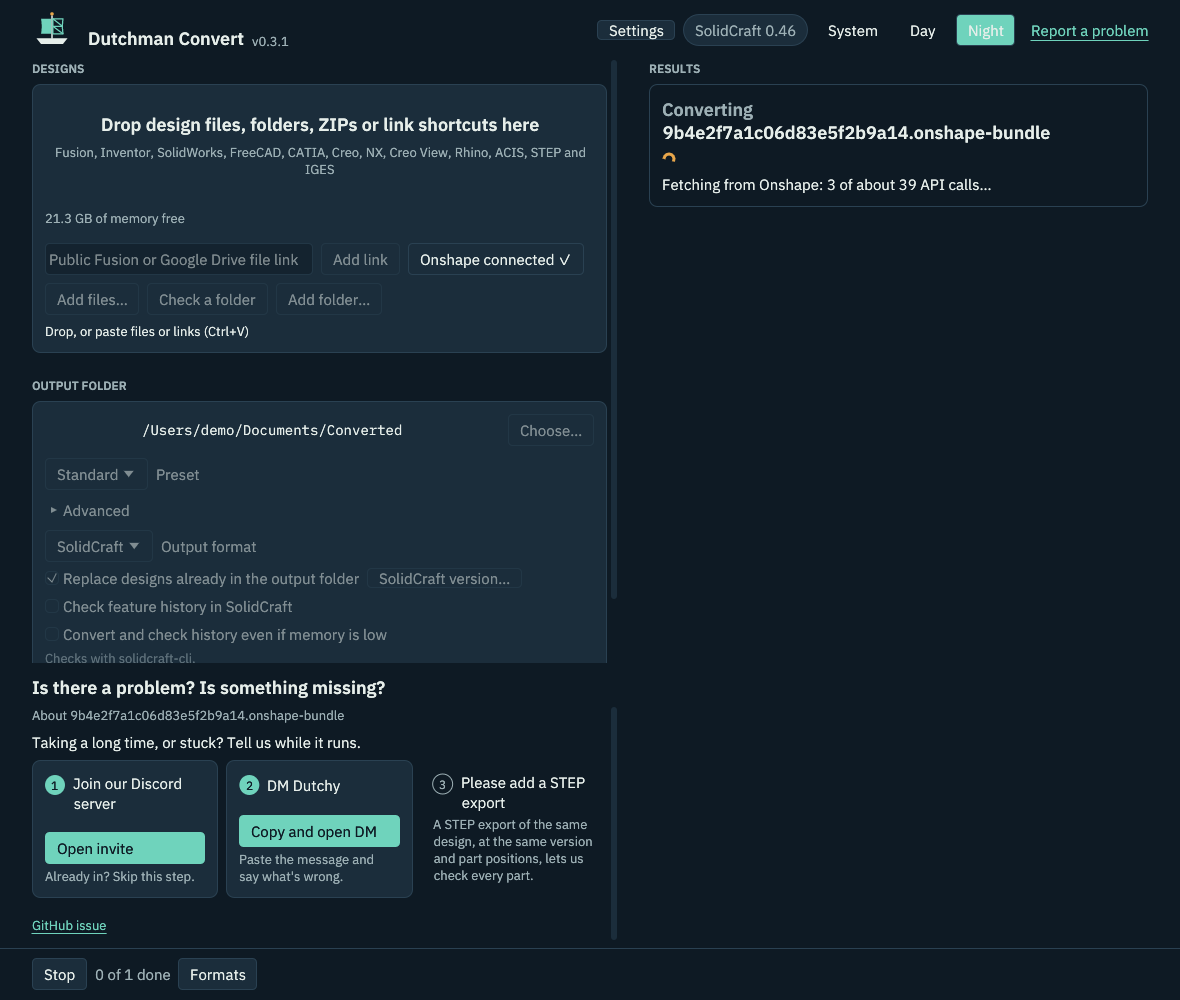 Dutchman Convert v0.3.1
Settings
SolidCraft 0.46
System
Day
Night
Report a problem
DESIGNS
Drop design files, folders, ZIPs or link shortcuts here
Fusion, Inventor, SolidWorks, FreeCAD, CATIA, Creo, NX, Creo View, Rhino, ACIS, STEP and
IGES
21.3 GB of memory free
Public Fusion or Google Drive file link
Add link
Onshape connected ✓
Add files...
Check a folder
Add folder...
Drop, or paste files or links (Ctrl+V)
OUTPUT FOLDER
/Users/demo/Documents/Converted
Choose...
Standard ▼ Preset
▸ Advanced
SolidCraft ▼ Output format
✓ Replace designs already in the output folder
SolidCraft version...
Check feature history in SolidCraft
Convert and check history even if memory is low
Checks with solidcraft-cli.
RESULTS
Converting
9b4e2f7a1c06d83e5f2b9a14.onshape-bundle
Fetching from Onshape: 3 of about 39 API calls...
Is there a problem? Is something missing?
About 9b4e2f7a1c06d83e5f2b9a14.onshape-bundle
Taking a long time, or stuck? Tell us while it runs.
1 Join our Discord
server
Open invite
Already in? Skip this step.
2 DM Dutchy
Copy and open DM
Paste the message and
say what's wrong.
3 Please add a STEP
export
A STEP export of the same
design, at the same version
and part positions, lets us
check every part.
GitHub issue
Stop
0 of 1 done
Formats